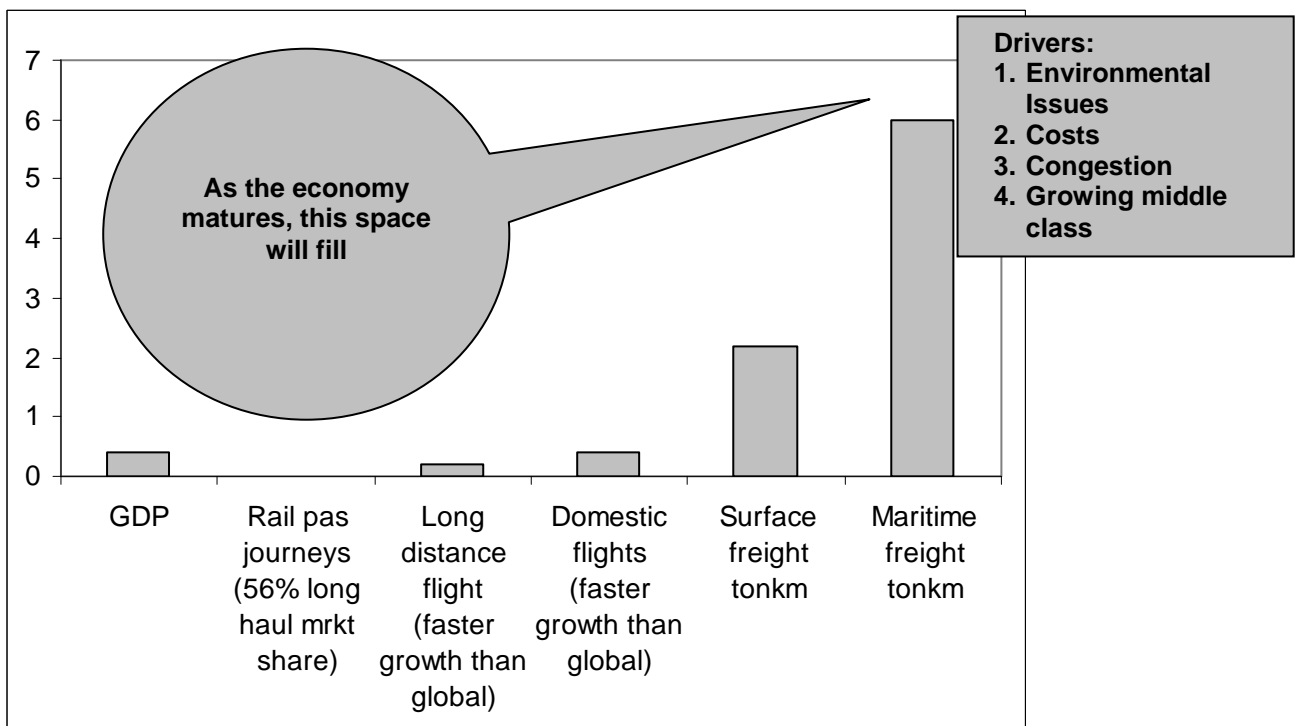 Drivers:
1. Environmental
Issues
2. Costs
3. Congestion
4. Growing middle
class
7
6
5
4
3
2
1
0
As the economy
matures, this space
will fill
GDP
Rail pas
journeys
(56% long
haul mrkt
share)
Long
distance
flight
(faster
growth than
global)
Domestic
flights
(faster
growth than
global)
Surface
freight
tonkm
Maritime
freight
tonkm